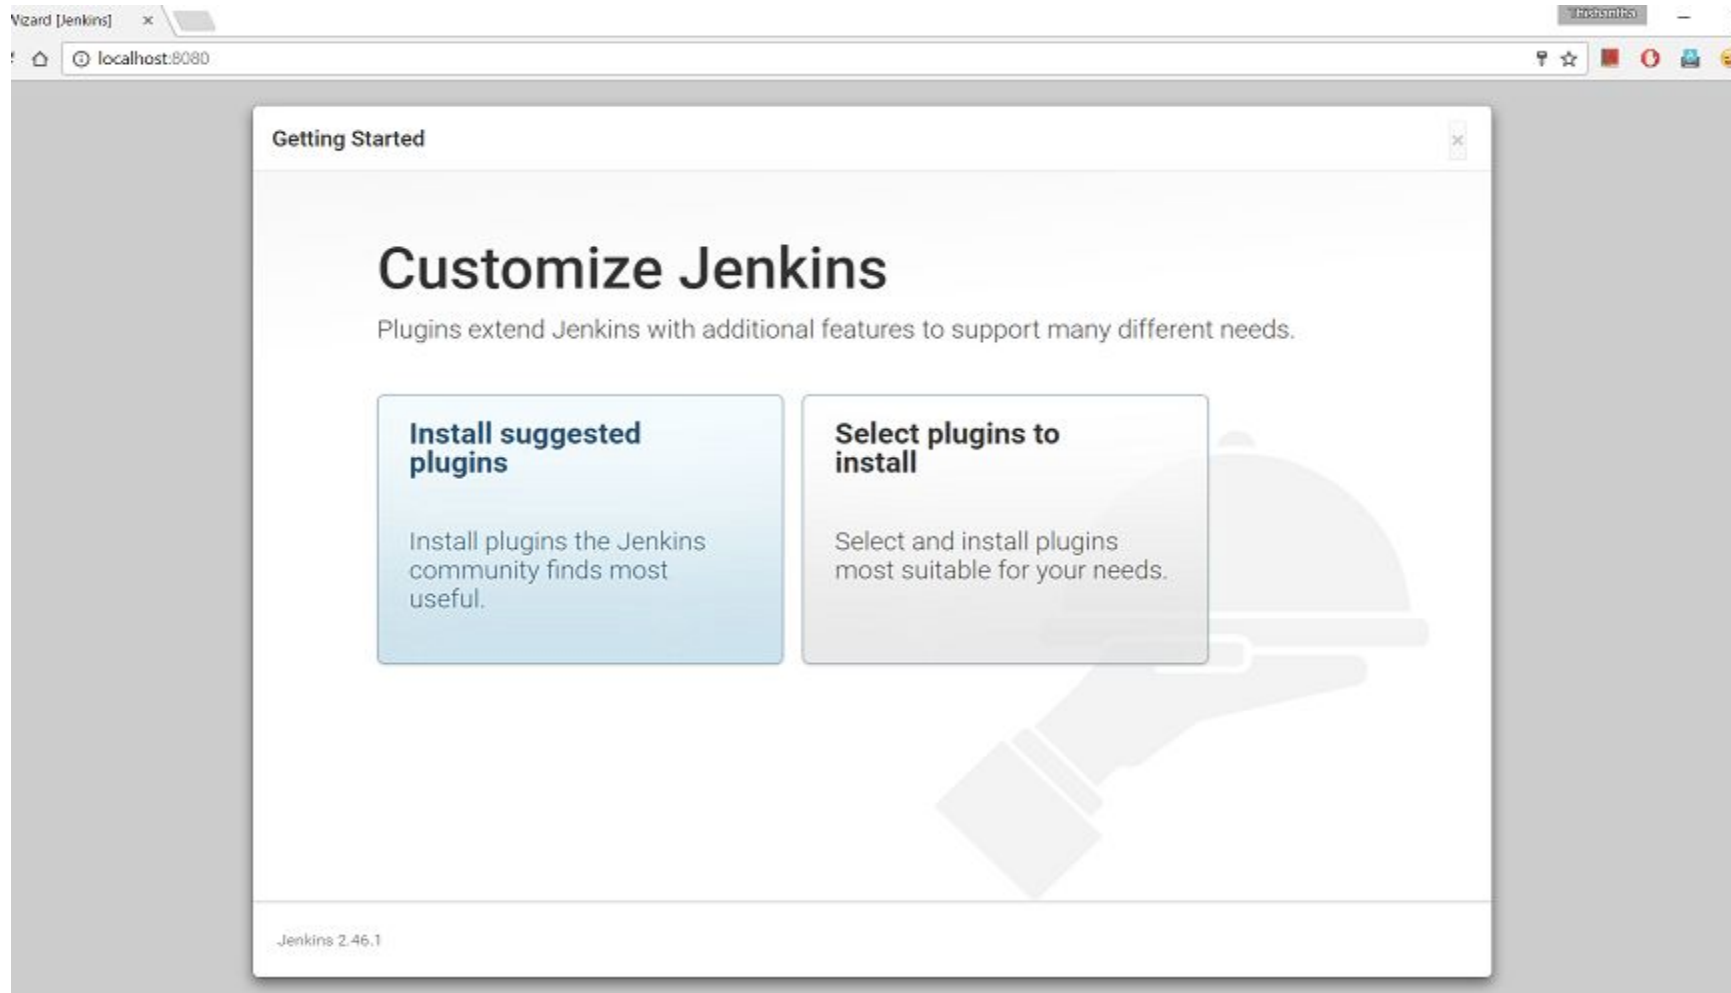 Wizard [Jenkins]
localhost:8080
Getting Started
Customize Jenkins
Plugins extend Jenkins with additional features to support many different needs.
Install suggested
plugins
Install plugins the Jenkins
community finds most
useful.
Select plugins to
install
Select and install plugins
most suitable for your needs.
Jenkins 2.46.1